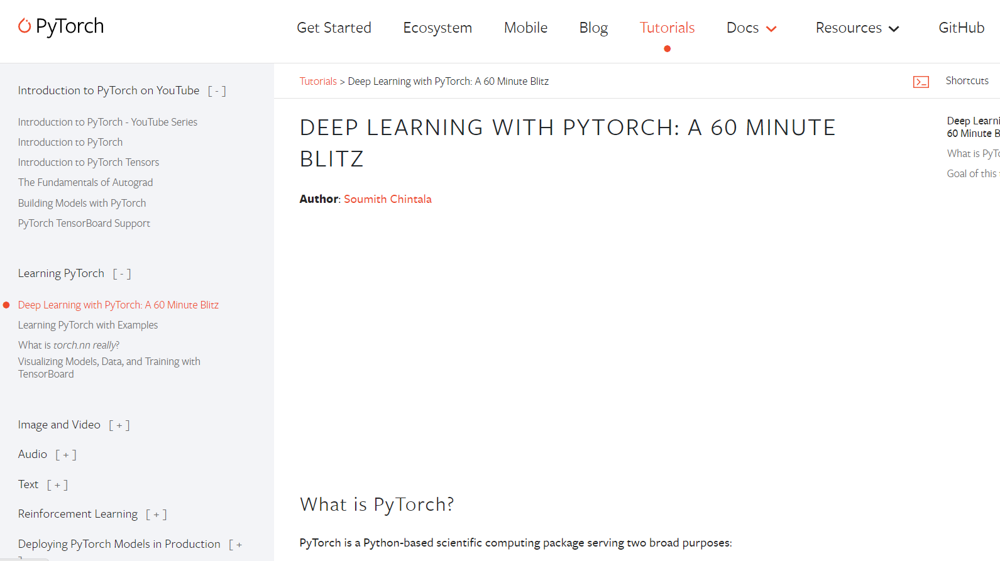 PyTorch
Get Started
Ecosystem
Mobile
Blog
Tutorials
Docs
Resources
GitHub
Introduction to PyTorch on YouTube [ - ]
Introduction to PyTorch - YouTube Series
Introduction to PyTorch
Introduction to PyTorch Tensors
The Fundamentals of Autograd
Building Models with PyTorch
PyTorch TensorBoard Support
Learning PyTorch [ - ]
Deep Learning with PyTorch: A 60 Minute Blitz
Learning PyTorch with Examples
What is torch.nn really?
Visualizing Models, Data, and Training with
TensorBoard
Image and Video [ + ]
Audio [ + ]
Text [ + ]
Reinforcement Learning [ + ]
Deploying PyTorch Models in Production [ +
Tutorials > Deep Learning with PyTorch: A 60 Minute Blitz
Shortcuts
DEEP LEARNING WITH PYTORCH: A 60 MINUTE
BLITZ
Author: Soumith Chintala
What is PyTorch?
PyTorch is a Python-based scientific computing package serving two broad purposes:
Deep Learni
60 Minute B
What is PyTo
Goal of this